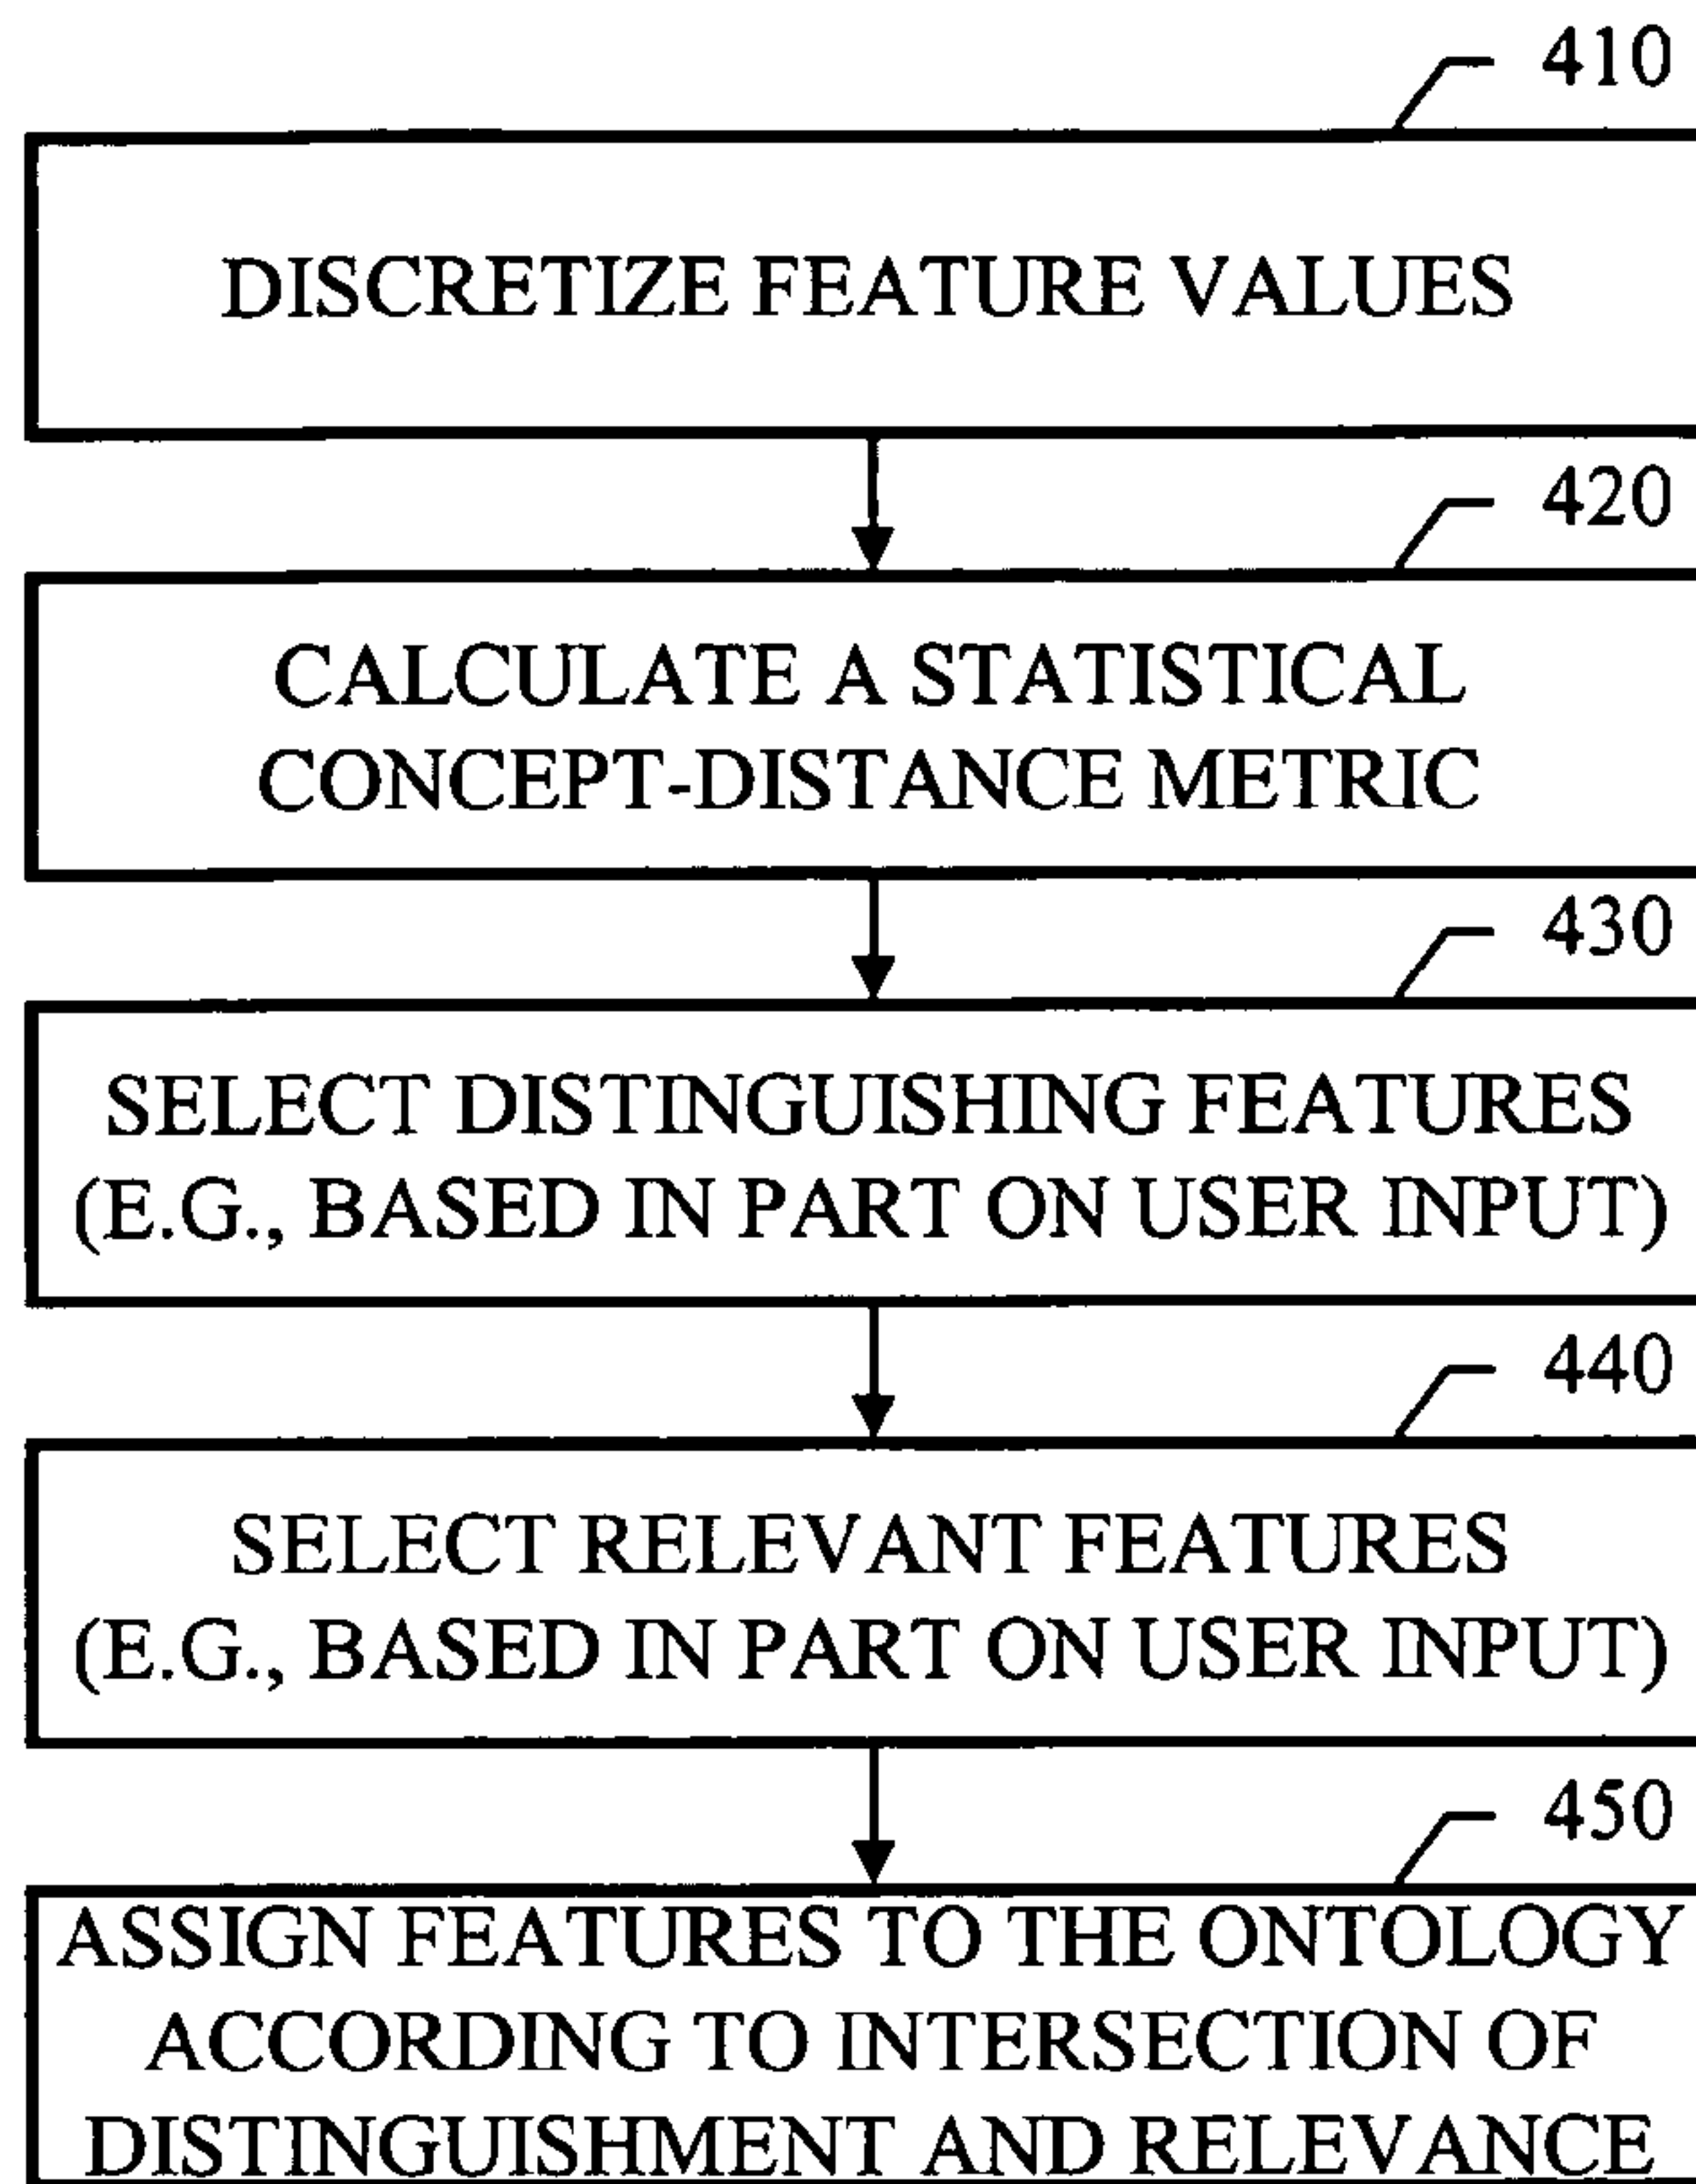 410
DISCRETIZE FEATURE VALUES
420
CALCULATE A STATISTICAL
CONCEPT-DISTANCE METRIC
430
SELECT DISTINGUISHING FEATURES
(E.G., BASED IN PART ON USER INPUT)
440
SELECT RELEVANT FEATURES
(E.G., BASED IN PART ON USER INPUT)
450
ASSIGN FEATURES TO THE ONTOLOGY
ACCORDING TO INTERSECTION OF
DISTINGUISHMENT AND RELEVANCE